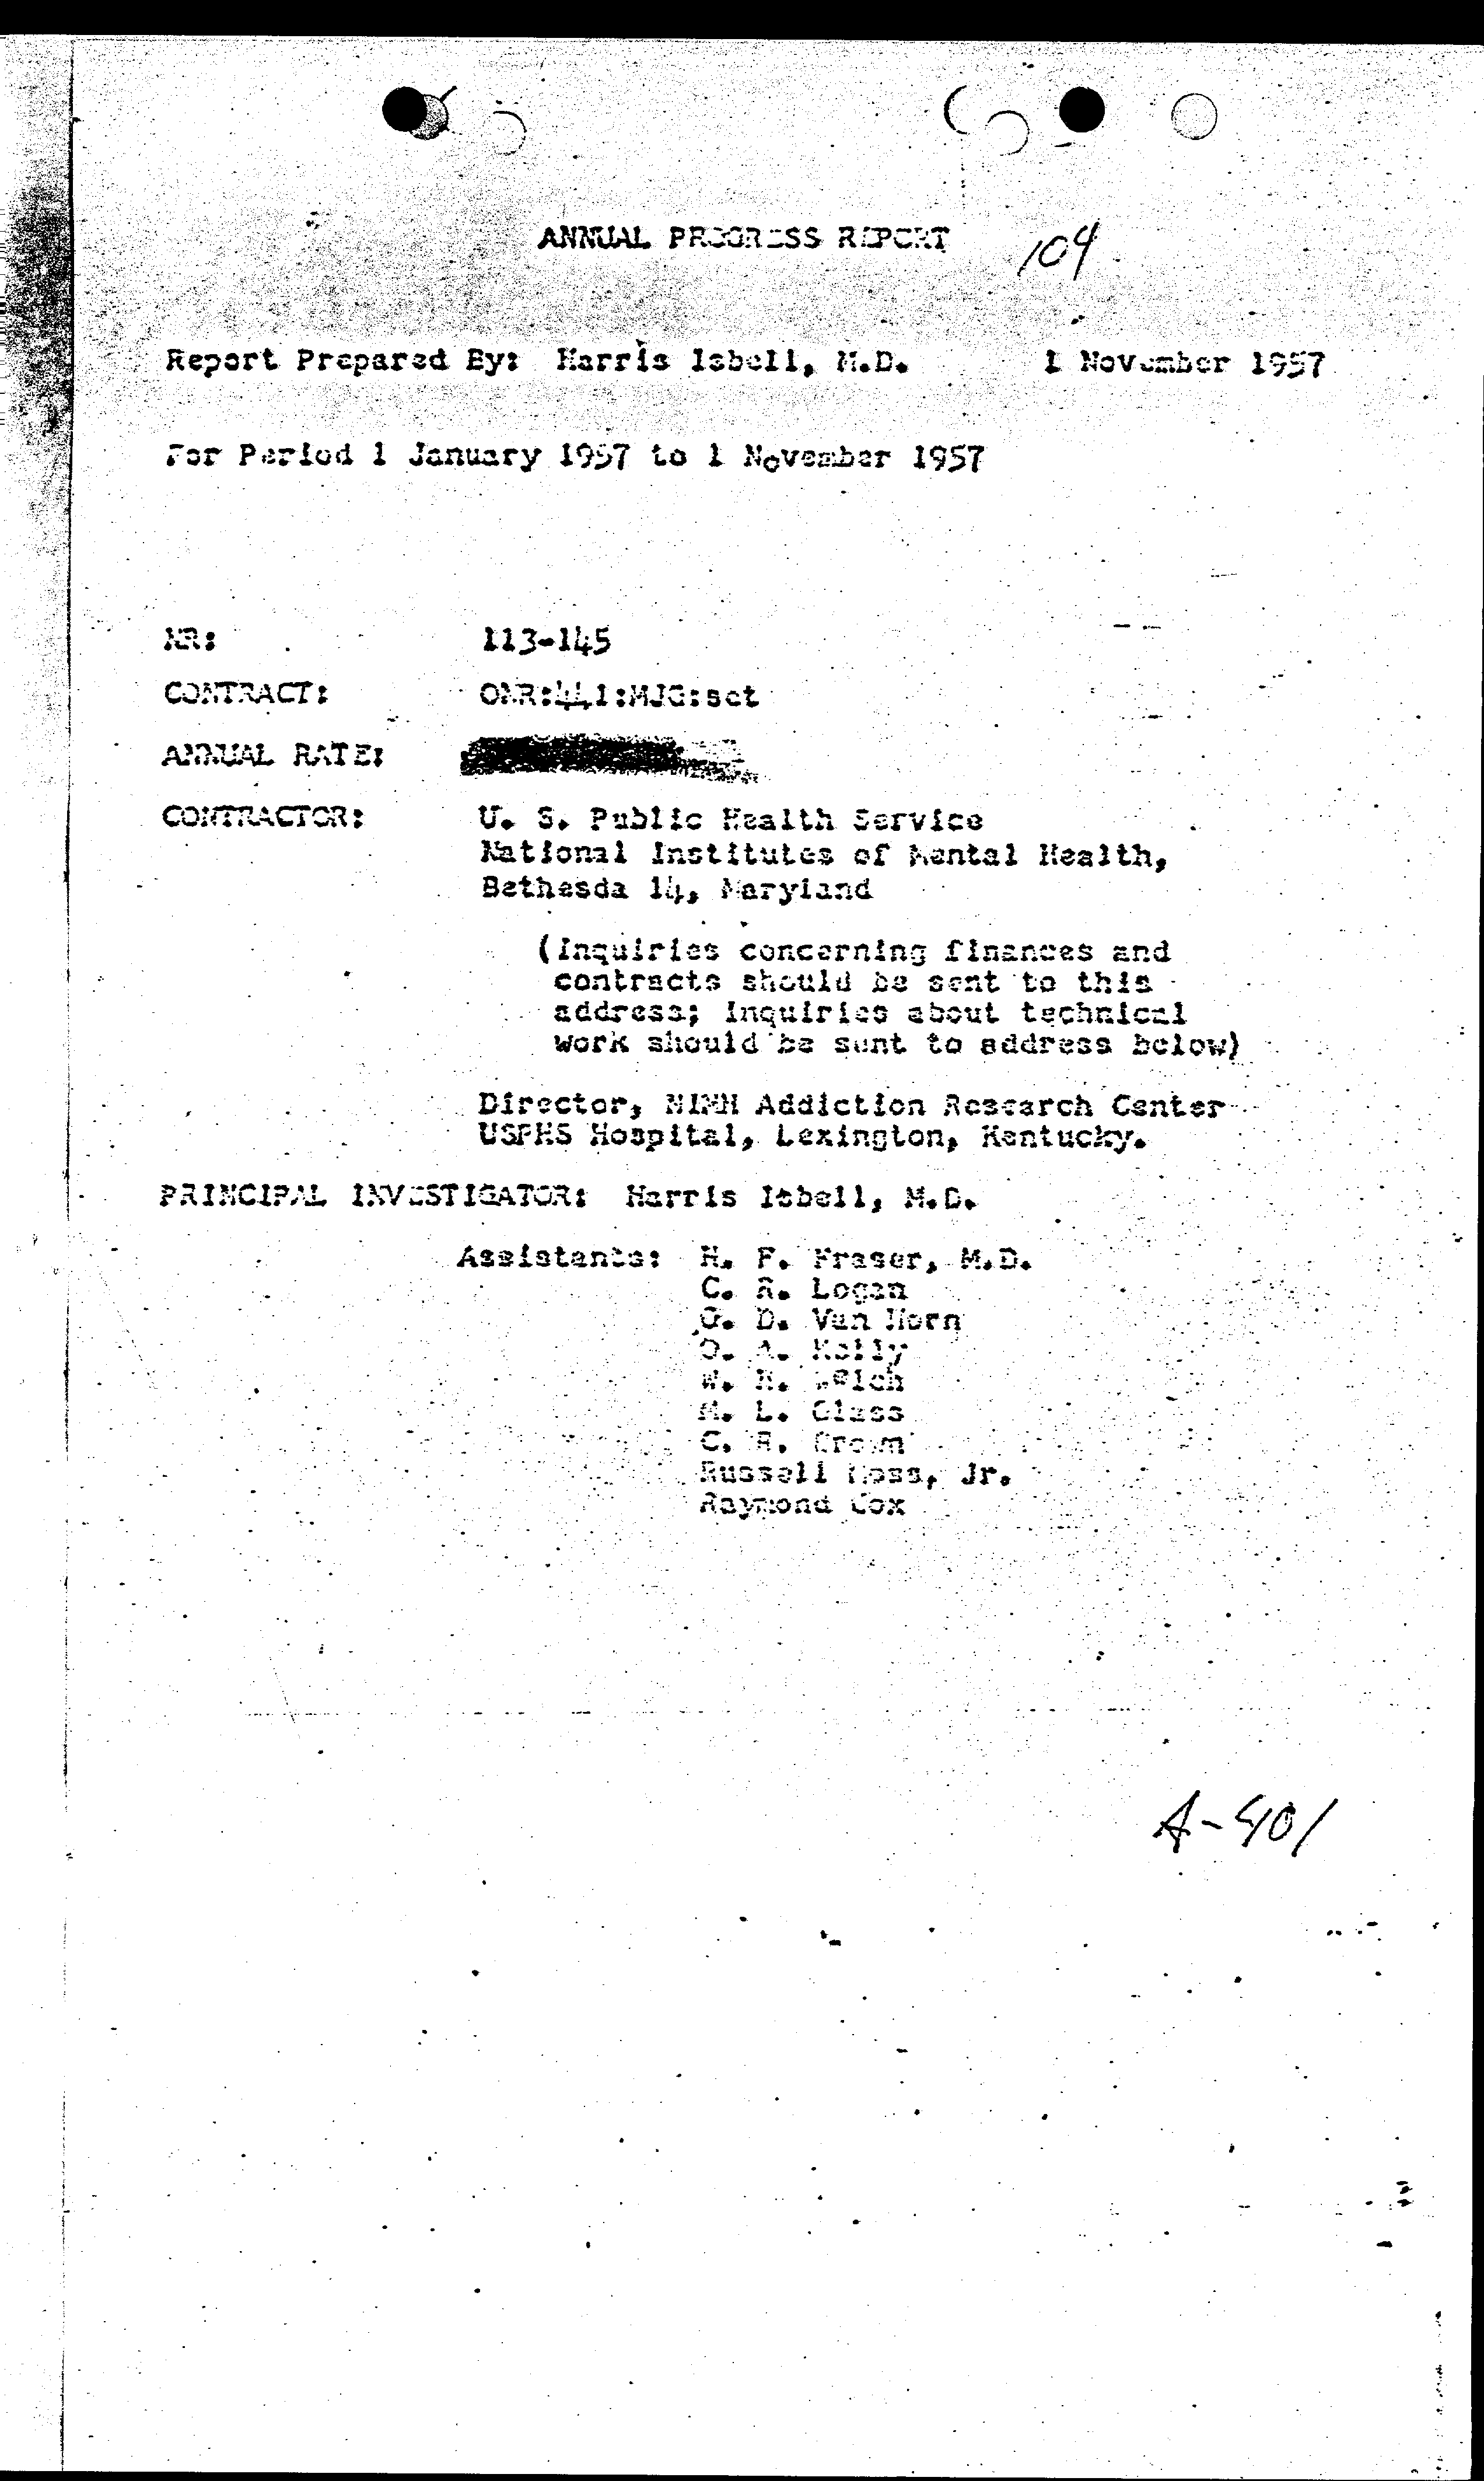 ANNUAL PROGRESS REPORT
104
Report Prepared By: Harris Isbell, M.D. 1 November 1957
For Period 1 January 1957 to 1 November 1957
NR: 113-145
CONTRACT: ONR:441:MJG:sct
ANNUAL RATE:
CONTRACTOR: U. S. Public Health Service
National Institutes of Mental Health,
Bethesda 14, Maryland
(Inquiries concerning finances and
contracts should be sent to this
address; Inquiries about technical
work should be sent to address below)
Director, NIMH Addiction Research Center
USPHS Hospital, Lexington, Kentucky.
PRINCIPAL INVESTIGATOR: Harris Isbell, M.D.
Assistants: H. F. Fraser, M.D.
C. R. Logan
G. D. Van Horn
O. A. Kelly
W. N. Welch
M. L. Glass
C. R. Crown
Russell Moss, Jr.
Raymond Cox
A-401